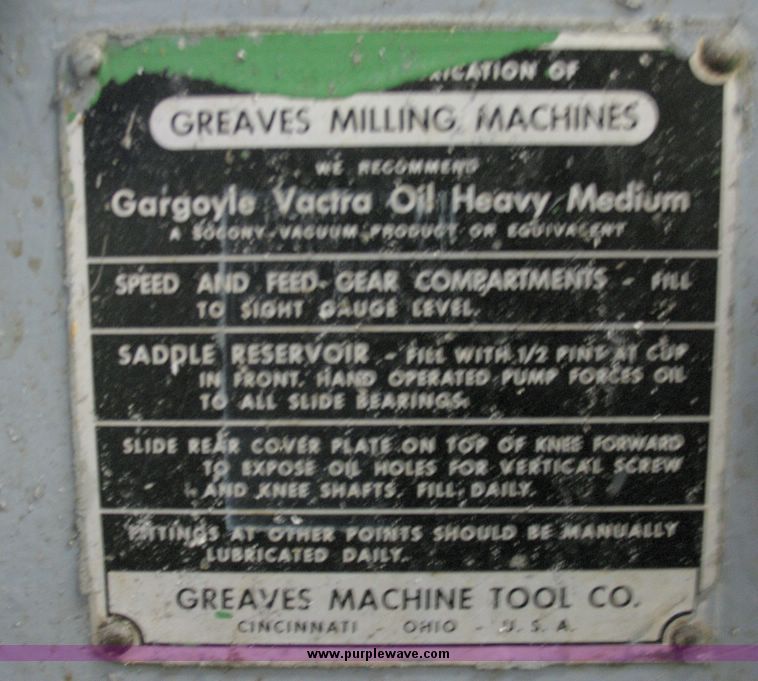 OF
GREAVES MILLING MACHINES
WE RECOMMEND
Gargoyle Vactra Oil Heavy Medium
A SOCONY-VACUUM PRODUCT OR EQUIVALENT
SPEED AND FEED-GEAR COMPARTMENTS - FILL
TO SIGHT GAUGE LEVEL.
SADDLE RESERVOIR - FILL WITH 1/2 PINT AT CUP
IN FRONT. HAND OPERATED PUMP FORCES OIL
TO ALL SLIDE BEARINGS.
SLIDE REAR COVER PLATE ON TOP OF KNEE FORWARD
TO EXPOSE OIL HOLES FOR VERTICAL SCREW
AND KNEE SHAFTS. FILL DAILY.
FITTINGS AT OTHER POINTS SHOULD BE MANUALLY
LUBRICATED DAILY.
GREAVES MACHINE TOOL CO.
CINCINNATI - OHIO - U. S. A.
www.purplewave.com